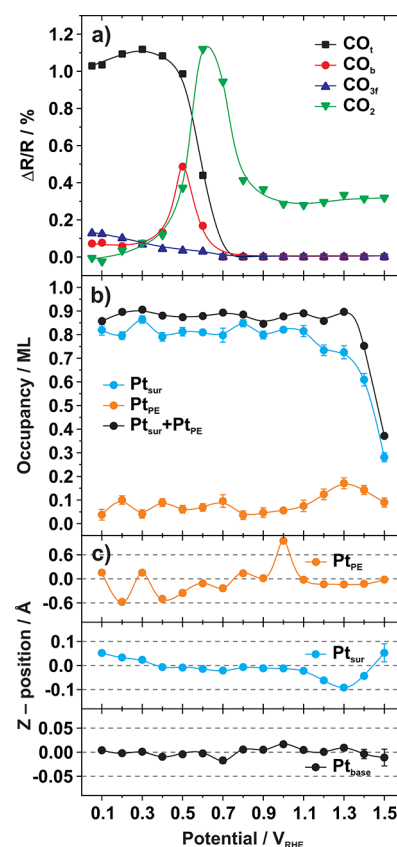 a)
CO_t
CO_b
CO_3f
CO_2
ΔR/R / %
1.2
1.0
0.8
0.6
0.4
0.2
0.0
b)
Pt_sur
Pt_PE
Pt_sur+Pt_PE
Occupancy / ML
1.0
0.9
0.8
0.7
0.6
0.5
0.4
0.3
0.2
0.1
0.0
c)
Pt_PE
0.6
0.0
-0.6
Pt_sur
0.1
0.0
-0.1
Z – position / Å
Pt_base
0.05
0.00
-0.05
0.1 0.3 0.5 0.7 0.9 1.1 1.3 1.5
Potential / V_RHE